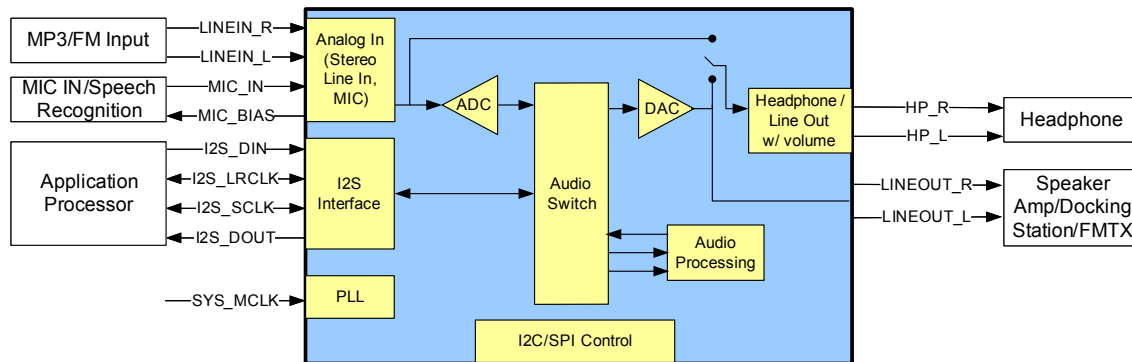 MP3/FM Input
LINEIN_R
LINEIN_L
MIC IN/Speech
Recognition
MIC_IN
MIC_BIAS
Application
Processor
I2S_DIN
I2S_LRCLK
I2S_SCLK
I2S_DOUT
SYS_MCLK
Analog In
(Stereo
Line In,
MIC)
I2S
Interface
PLL
ADC
Audio
Switch
DAC
Audio
Processing
I2C/SPI Control
Headphone /
Line Out
w/ volume
HP_R
HP_L
Headphone
LINEOUT_R
LINEOUT_L
Speaker
Amp/Docking
Station/FMTX